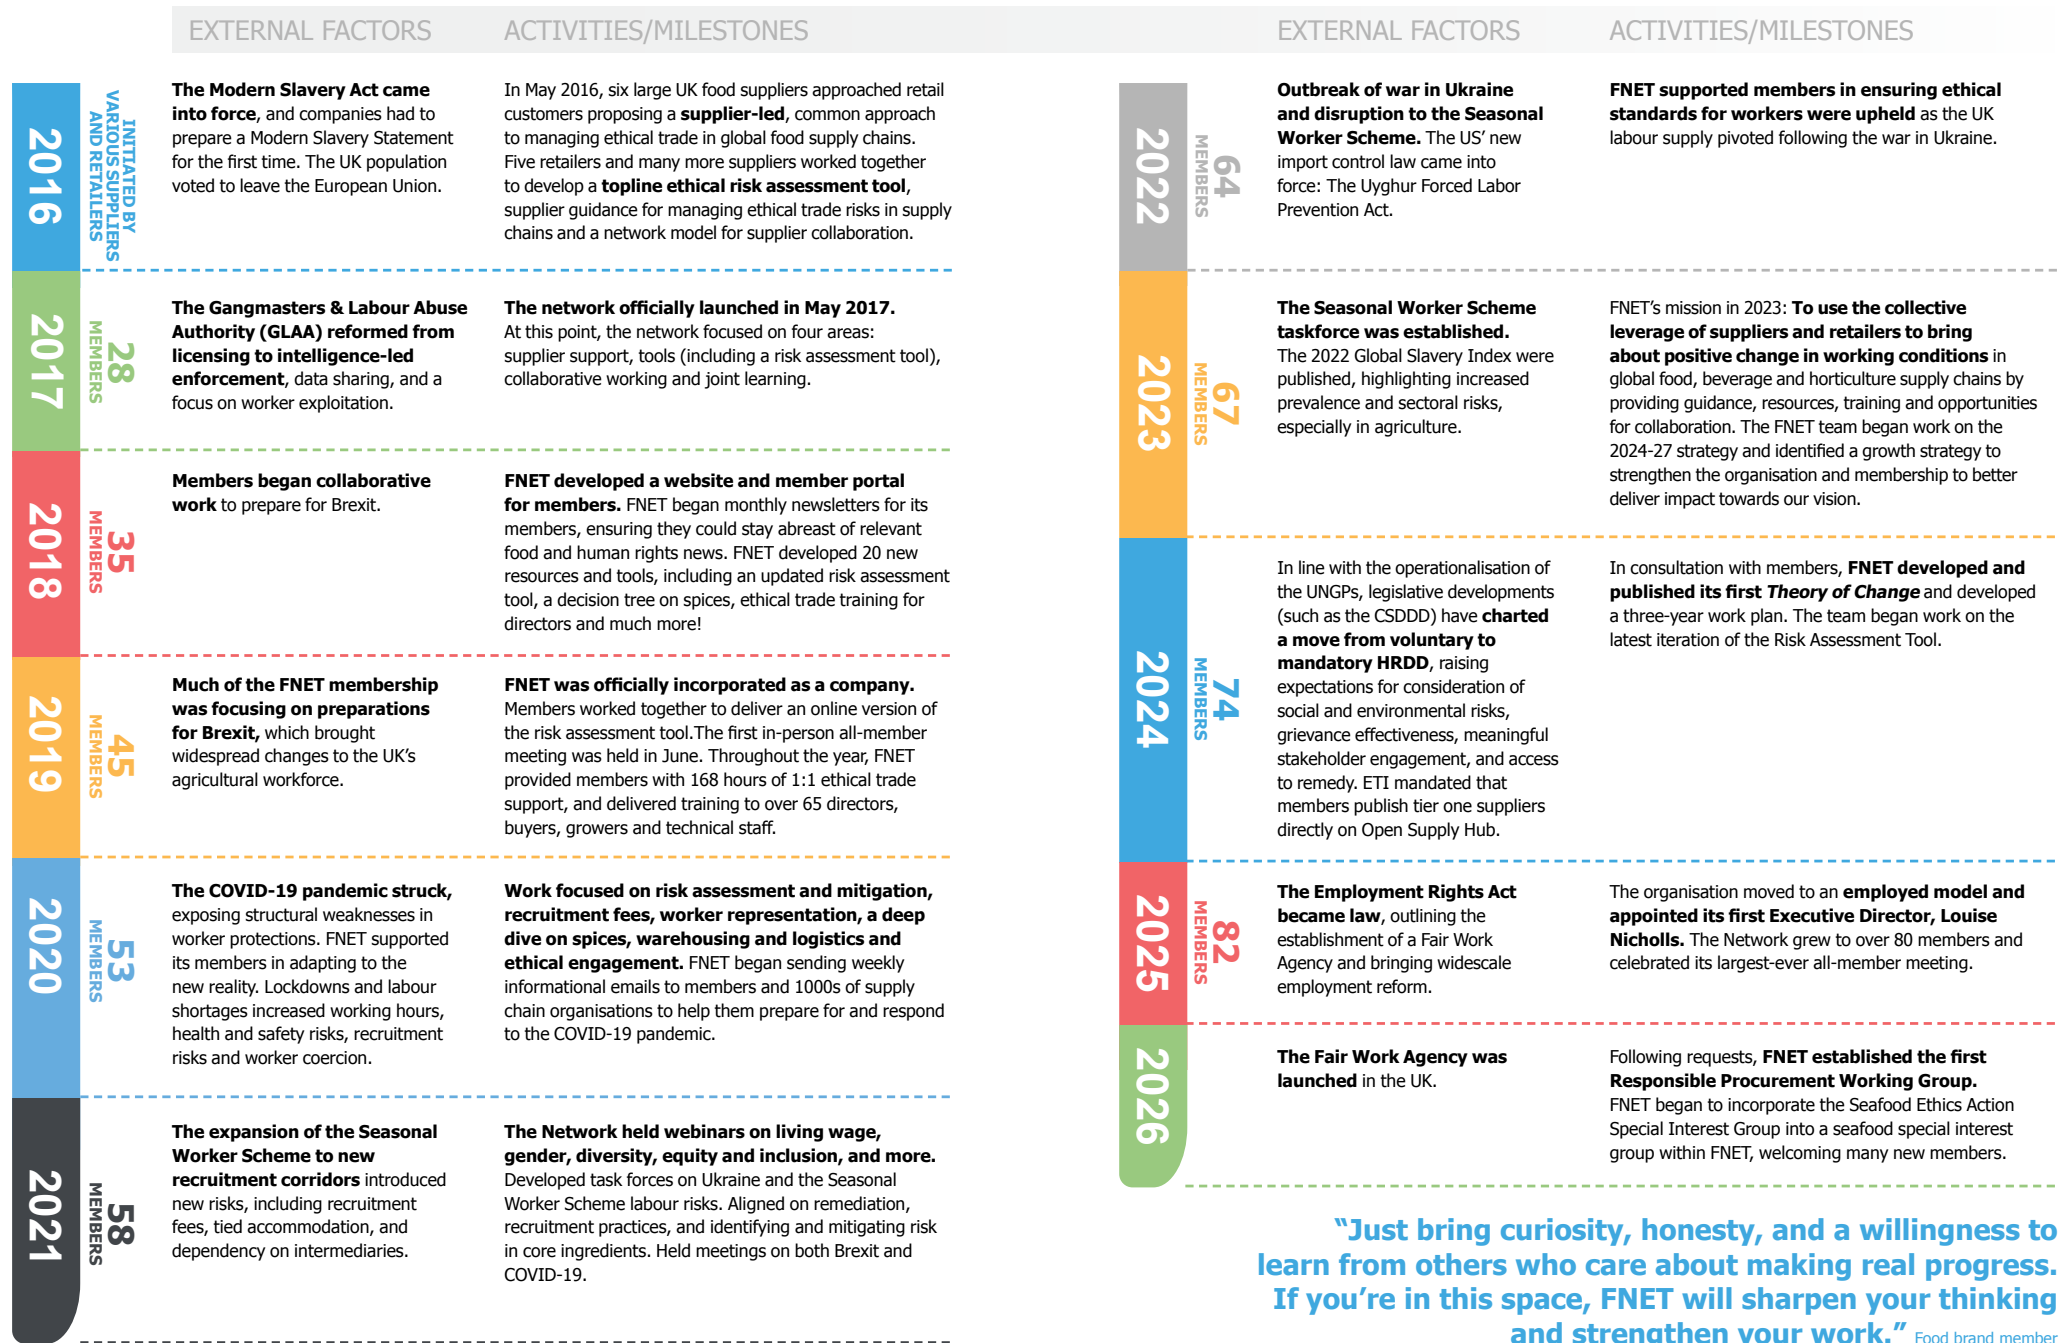 EXTERNAL FACTORS
ACTIVITIES/MILESTONES
2016
INITIATED BY
VARIOUS SUPPLIERS
AND RETAILERS
The Modern Slavery Act came
into force, and companies had to
prepare a Modern Slavery Statement
for the first time. The UK population
voted to leave the European Union.
In May 2016, six large UK food suppliers approached retail
customers proposing a supplier-led, common approach
to managing ethical trade in global food supply chains.
Five retailers and many more suppliers worked together
to develop a topline ethical risk assessment tool,
supplier guidance for managing ethical trade risks in supply
chains and a network model for supplier collaboration.
2017
28
MEMBERS
The Gangmasters & Labour Abuse
Authority (GLAA) reformed from
licensing to intelligence-led
enforcement, data sharing, and a
focus on worker exploitation.
The network officially launched in May 2017.
At this point, the network focused on four areas:
supplier support, tools (including a risk assessment tool),
collaborative working and joint learning.
2018
35
MEMBERS
Members began collaborative
work to prepare for Brexit.
FNET developed a website and member portal
for members. FNET began monthly newsletters for its
members, ensuring they could stay abreast of relevant
food and human rights news. FNET developed 20 new
resources and tools, including an updated risk assessment
tool, a decision tree on spices, ethical trade training for
directors and much more!
2019
45
MEMBERS
Much of the FNET membership
was focusing on preparations
for Brexit, which brought
widespread changes to the UK's
agricultural workforce.
FNET was officially incorporated as a company.
Members worked together to deliver an online version of
the risk assessment tool.The first in-person all-member
meeting was held in June. Throughout the year, FNET
provided members with 168 hours of 1:1 ethical trade
support, and delivered training to over 65 directors,
buyers, growers and technical staff.
2020
53
MEMBERS
The COVID-19 pandemic struck,
exposing structural weaknesses in
worker protections. FNET supported
its members in adapting to the
new reality. Lockdowns and labour
shortages increased working hours,
health and safety risks, recruitment
risks and worker coercion.
Work focused on risk assessment and mitigation,
recruitment fees, worker representation, a deep
dive on spices, warehousing and logistics and
ethical engagement. FNET began sending weekly
informational emails to members and 1000s of supply
chain organisations to help them prepare for and respond
to the COVID-19 pandemic.
2021
58
MEMBERS
The expansion of the Seasonal
Worker Scheme to new
recruitment corridors introduced
new risks, including recruitment
fees, tied accommodation, and
dependency on intermediaries.
The Network held webinars on living wage,
gender, diversity, equity and inclusion, and more.
Developed task forces on Ukraine and the Seasonal
Worker Scheme labour risks. Aligned on remediation,
recruitment practices, and identifying and mitigating risk
in core ingredients. Held meetings on both Brexit and
COVID-19.
EXTERNAL FACTORS
ACTIVITIES/MILESTONES
2022
64
MEMBERS
Outbreak of war in Ukraine
and disruption to the Seasonal
Worker Scheme. The US' new
import control law came into
force: The Uyghur Forced Labor
Prevention Act.
FNET supported members in ensuring ethical
standards for workers were upheld as the UK
labour supply pivoted following the war in Ukraine.
2023
67
MEMBERS
The Seasonal Worker Scheme
taskforce was established.
The 2022 Global Slavery Index were
published, highlighting increased
prevalence and sectoral risks,
especially in agriculture.
FNET's mission in 2023: To use the collective
leverage of suppliers and retailers to bring
about positive change in working conditions in
global food, beverage and horticulture supply chains by
providing guidance, resources, training and opportunities
for collaboration. The FNET team began work on the
2024-27 strategy and identified a growth strategy to
strengthen the organisation and membership to better
deliver impact towards our vision.
2024
74
MEMBERS
In line with the operationalisation of
the UNGPs, legislative developments
(such as the CSDDD) have charted
a move from voluntary to
mandatory HRDD, raising
expectations for consideration of
social and environmental risks,
grievance effectiveness, meaningful
stakeholder engagement, and access
to remedy. ETI mandated that
members publish tier one suppliers
directly on Open Supply Hub.
In consultation with members, FNET developed and
published its first Theory of Change and developed
a three-year work plan. The team began work on the
latest iteration of the Risk Assessment Tool.
2025
82
MEMBERS
The Employment Rights Act
became law, outlining the
establishment of a Fair Work
Agency and bringing widescale
employment reform.
The organisation moved to an employed model and
appointed its first Executive Director, Louise
Nicholls. The Network grew to over 80 members and
celebrated its largest-ever all-member meeting.
2026
The Fair Work Agency was
launched in the UK.
Following requests, FNET established the first
Responsible Procurement Working Group.
FNET began to incorporate the Seafood Ethics Action
Special Interest Group into a seafood special interest
group within FNET, welcoming many new members.
"Just bring curiosity, honesty, and a willingness to
learn from others who care about making real progress.
If you're in this space, FNET will sharpen your thinking
and strengthen your work." Food brand member